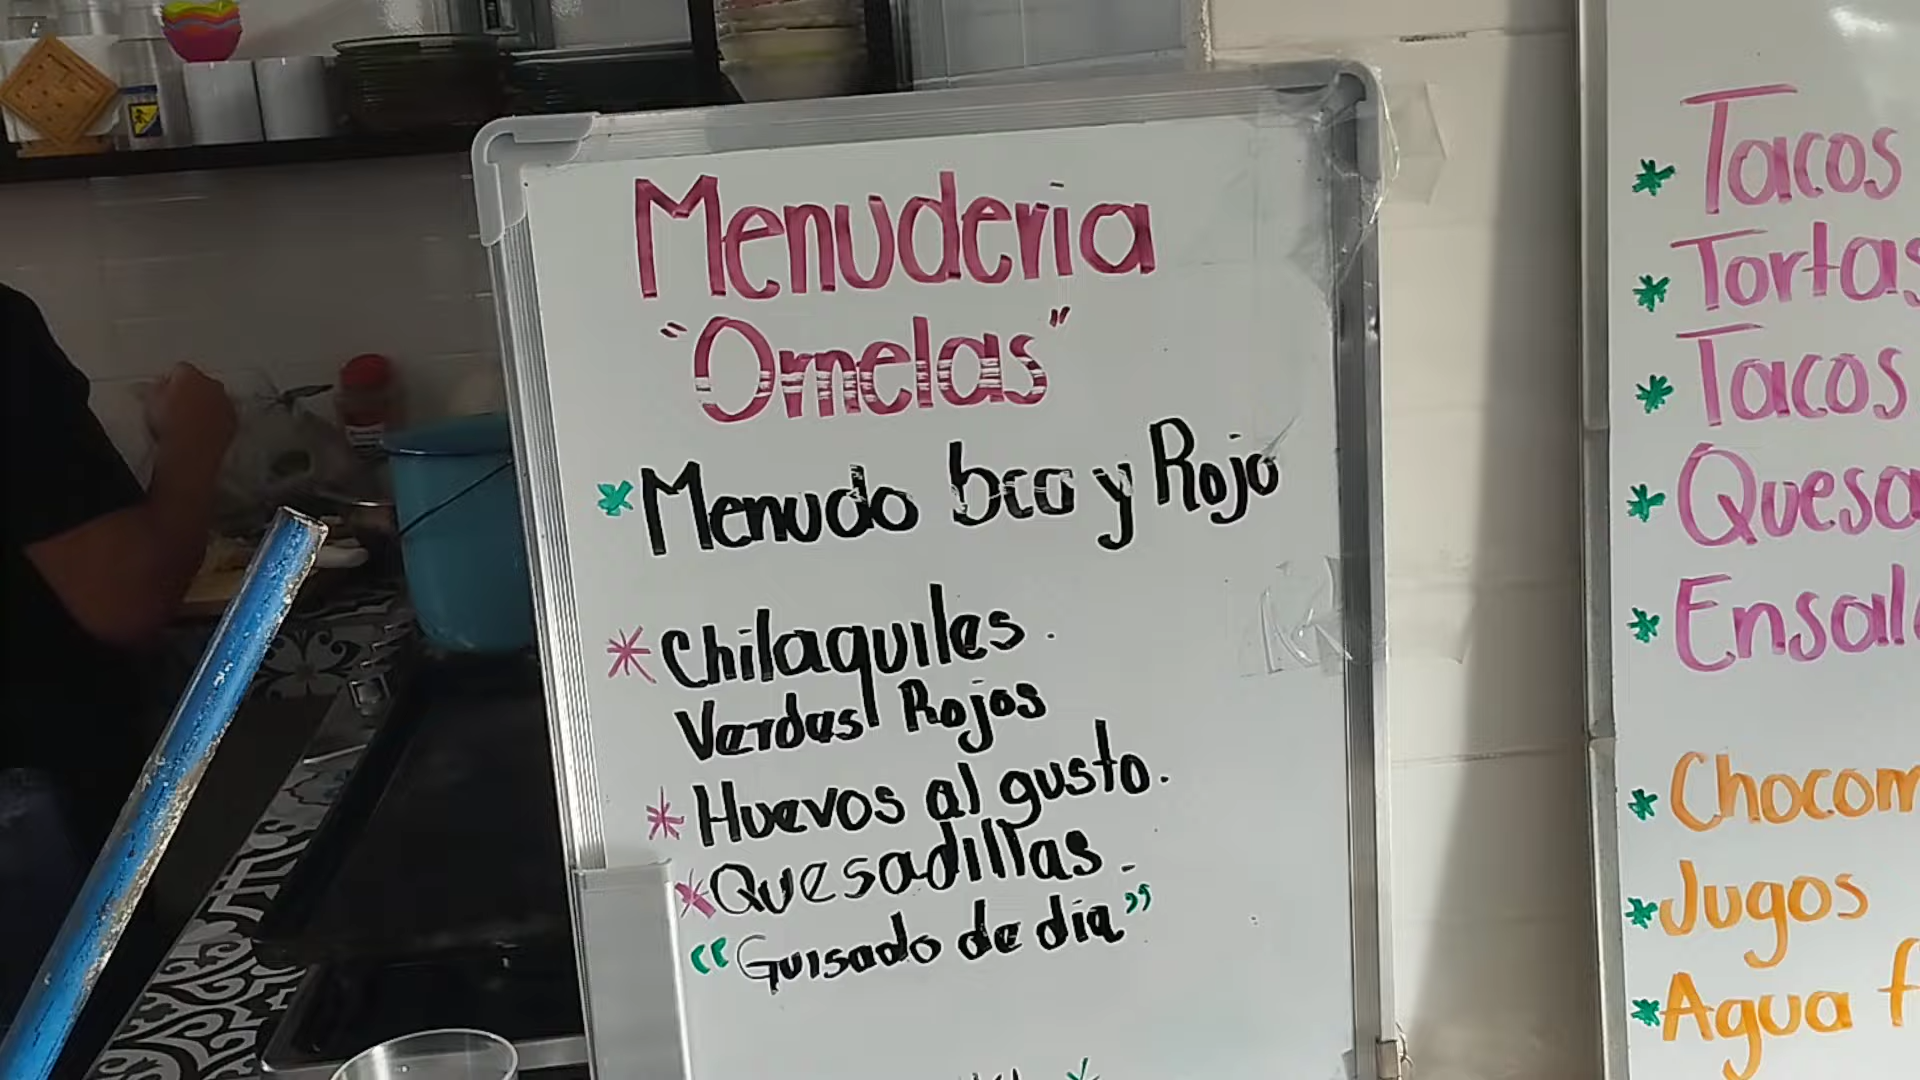 Menuderia
"Ornelas"
* Menudo bco y Rojo
* Chilaquiles.
Verdes Rojos
* Huevos al gusto.
* Quesadillas.
"Guisado de dia"
* Tacos
* Tortas
* Tacos
* Quesa
* Ensal
* Chocom
* Jugos
* Agua f